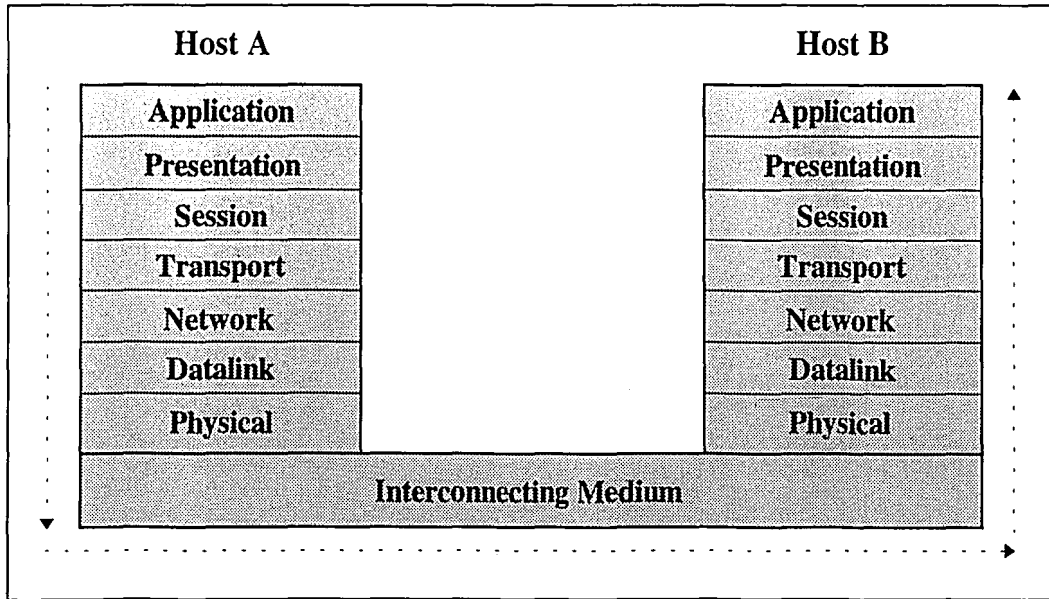 Host A
Host B
Application
Presentation
Session
Transport
Network
Datalink
Physical
Application
Presentation
Session
Transport
Network
Datalink
Physical
Interconnecting Medium